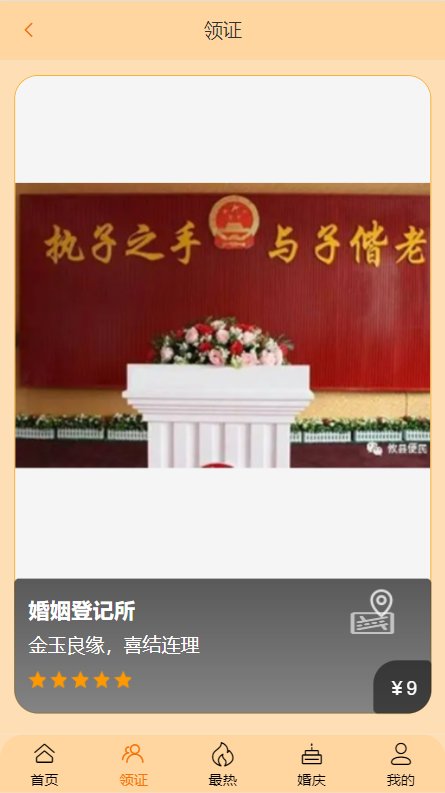 领证
执子之手 与子偕老
攸县便民
婚姻登记所
金玉良缘，喜结连理
¥9
首页 领证 最热 婚庆 我的